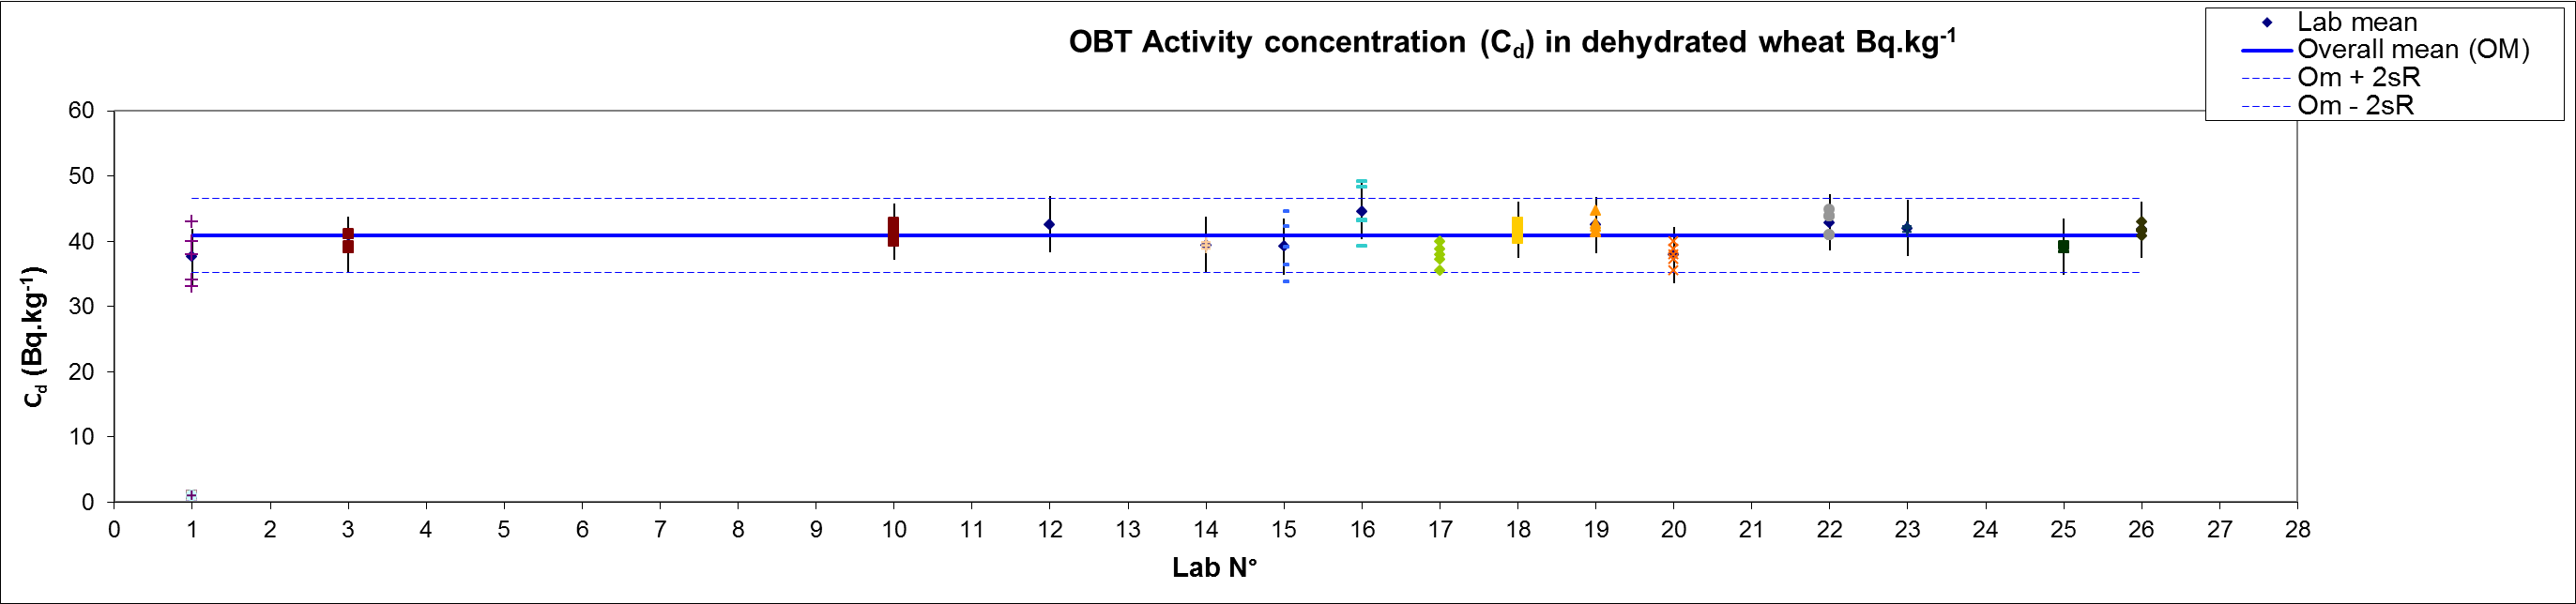 OBT Activity concentration (Cd) in dehydrated wheat Bq.kg-1
Lab mean
Overall mean (OM)
Om + 2sR
Om - 2sR
60
50
40
30
20
10
0
Cd (Bq.kg-1)
0 1 2 3 4 5 6 7 8 9 10 11 12 13 14 15 16 17 18 19 20 21 22 23 24 25 26 27 28
Lab N°